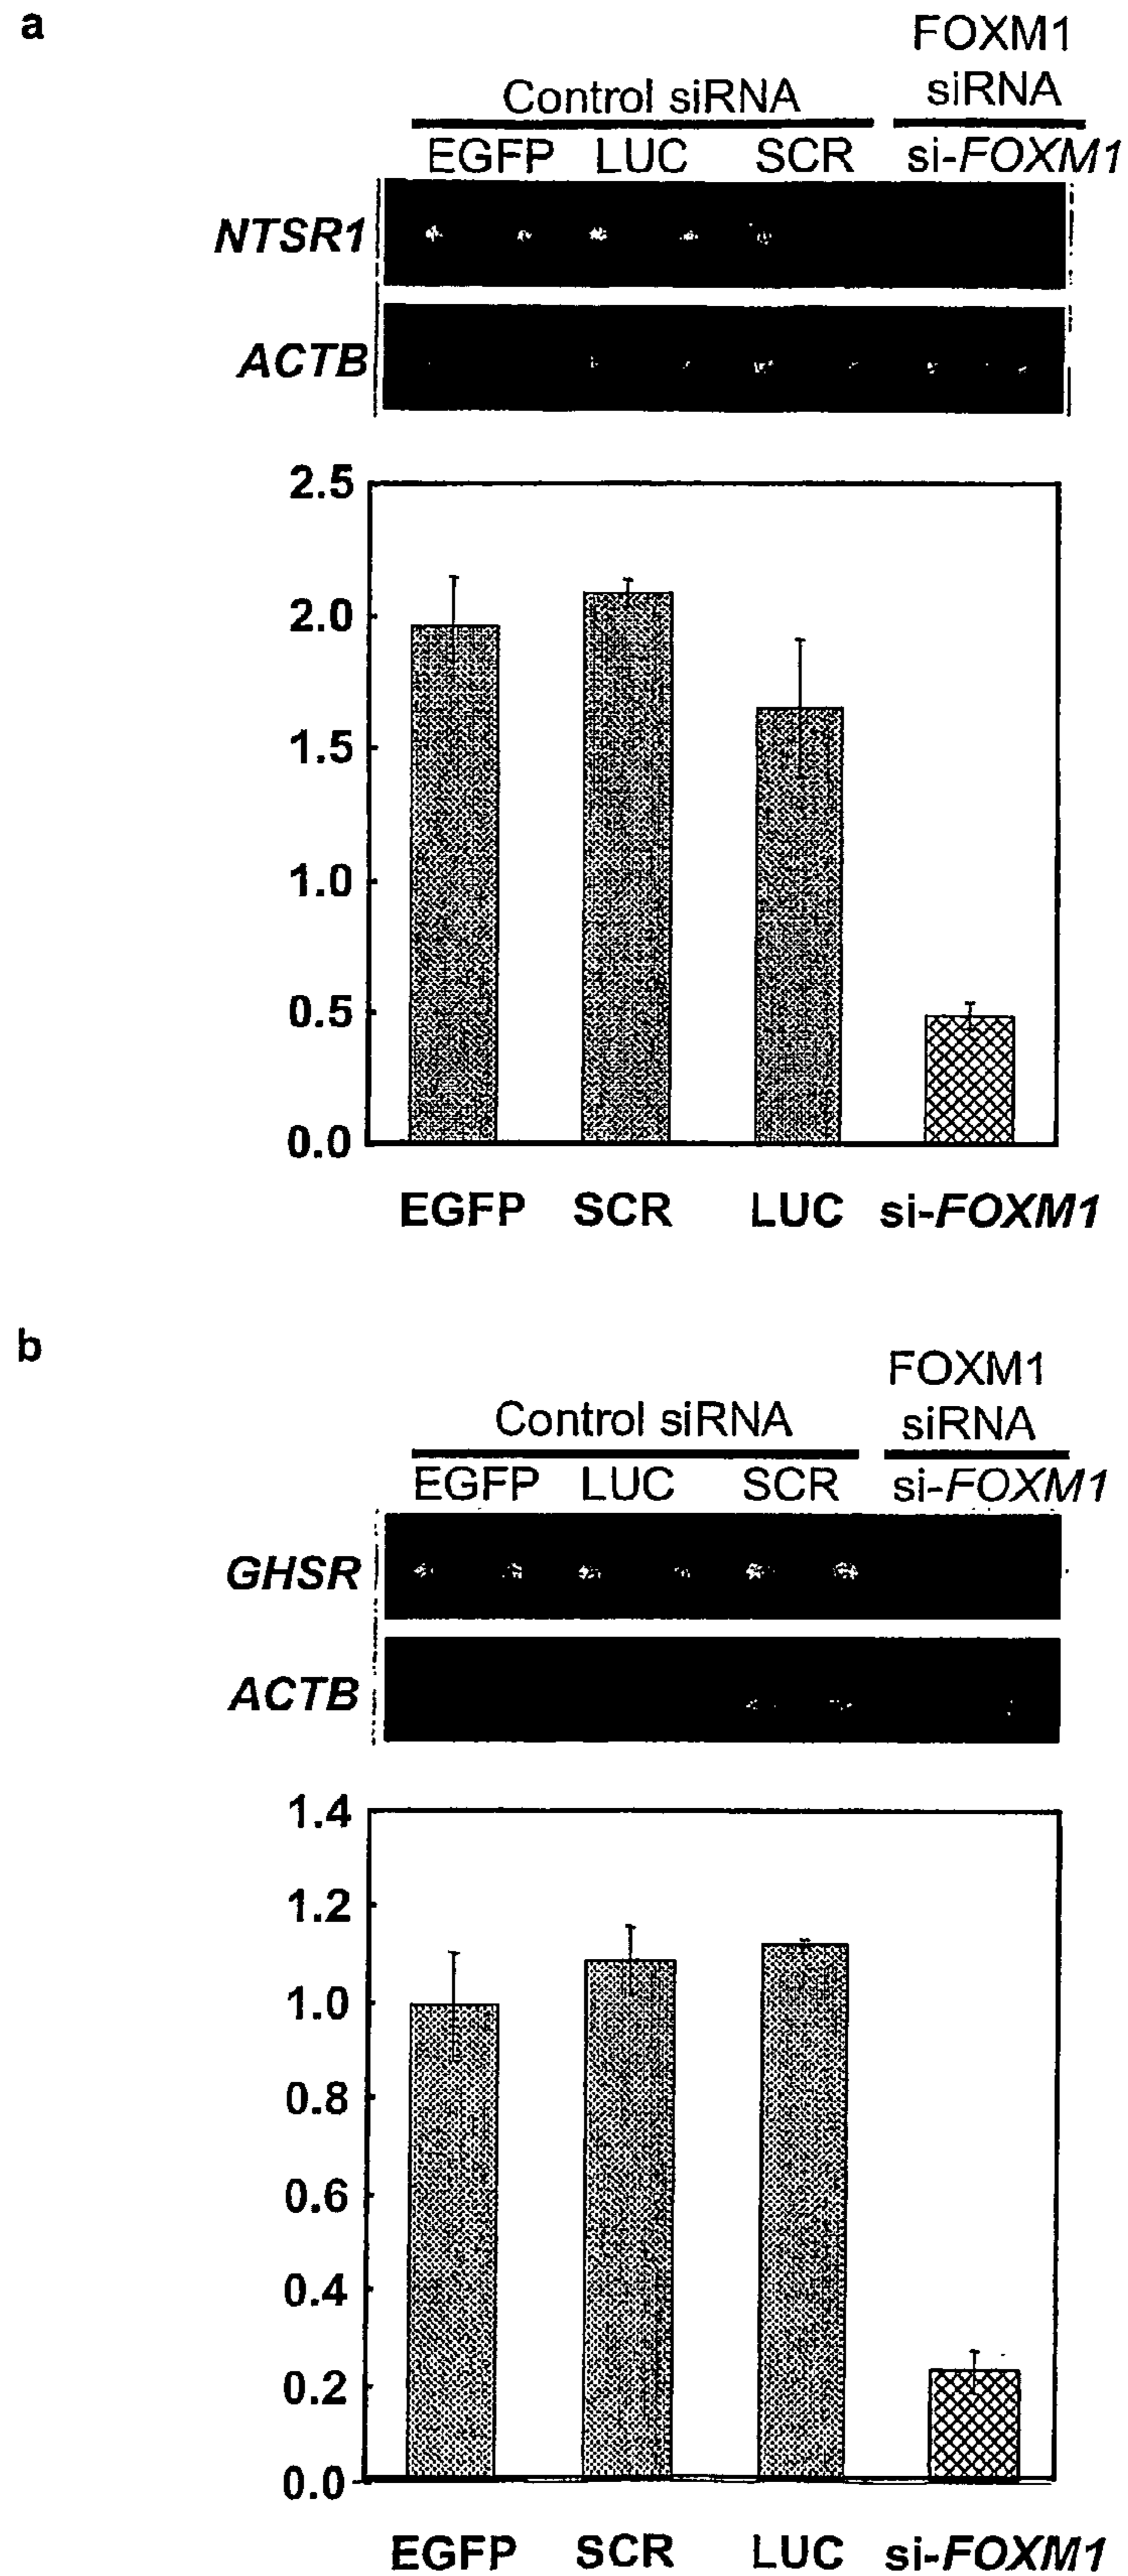 a
FOXM1
Control siRNA siRNA
EGFP LUC SCR si-FOXM1
NTSR1
ACTB
2.5
2.0
1.5
1.0
0.5
0.0
EGFP SCR LUC si-FOXM1
b
FOXM1
Control siRNA siRNA
EGFP LUC SCR si-FOXM1
GHSR
ACTB
1.4
1.2
1.0
0.8
0.6
0.4
0.2
0.0
EGFP SCR LUC si-FOXM1